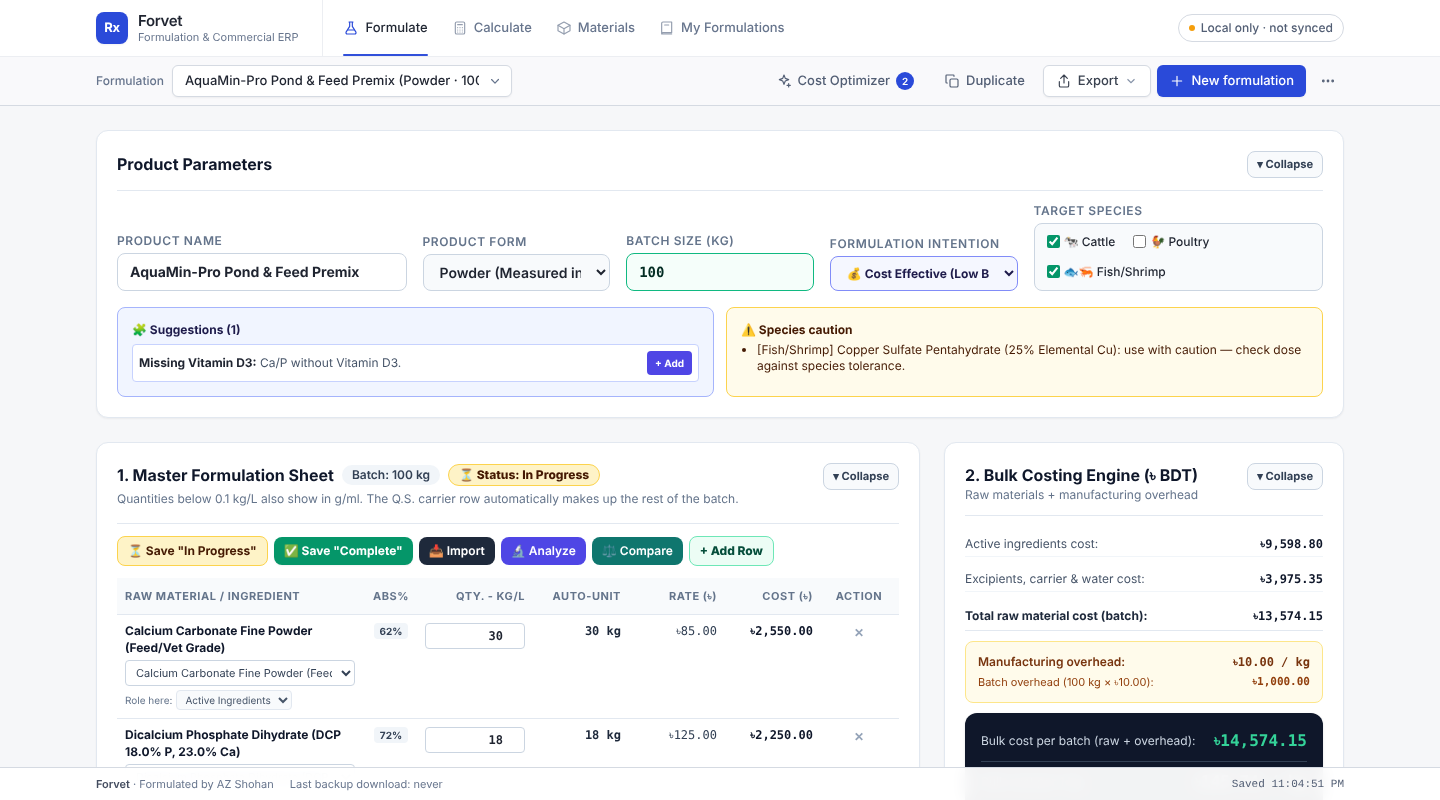 Rx
Forvet
Formulation & Commercial ERP
Formulate
Calculate
Materials
My Formulations
Local only · not synced
Formulation
AquaMin-Pro Pond & Feed Premix (Powder · 100
Cost Optimizer 2
Duplicate
Export
New formulation
Product Parameters
▾ Collapse
PRODUCT NAME
AquaMin-Pro Pond & Feed Premix
PRODUCT FORM
Powder (Measured in
BATCH SIZE (KG)
100
FORMULATION INTENTION
💰 Cost Effective (Low B
TARGET SPECIES
🐄 Cattle
🐓 Poultry
🐟🦐 Fish/Shrimp
🧩 Suggestions (1)
Missing Vitamin D3: Ca/P without Vitamin D3.
+ Add
⚠️ Species caution
• [Fish/Shrimp] Copper Sulfate Pentahydrate (25% Elemental Cu): use with caution — check dose
against species tolerance.
1. Master Formulation Sheet
Batch: 100 kg
⏳ Status: In Progress
▾ Collapse
Quantities below 0.1 kg/L also show in g/ml. The Q.S. carrier row automatically makes up the rest of the batch.
⏳ Save "In Progress"
✅ Save "Complete"
📥 Import
🔬 Analyze
⚖️ Compare
+ Add Row
RAW MATERIAL / INGREDIENT ABS% QTY. - KG/L AUTO-UNIT RATE (৳) COST (৳) ACTION
Calcium Carbonate Fine Powder
(Feed/Vet Grade)
62% 30 30 kg ৳85.00 ৳2,550.00 ×
Calcium Carbonate Fine Powder (Feed
Role here: Active Ingredients
Dicalcium Phosphate Dihydrate (DCP
18.0% P, 23.0% Ca)
72% 18 18 kg ৳125.00 ৳2,250.00 ×
2. Bulk Costing Engine (৳ BDT)
▾ Collapse
Raw materials + manufacturing overhead
Active ingredients cost: ৳9,598.80
Excipients, carrier & water cost: ৳3,975.35
Total raw material cost (batch): ৳13,574.15
Manufacturing overhead: ৳10.00 / kg
Batch overhead (100 kg × ৳10.00): ৳1,000.00
Bulk cost per batch (raw + overhead): ৳14,574.15
Forvet · Formulated by AZ Shohan
Last backup download: never
Saved 11:04:51 PM